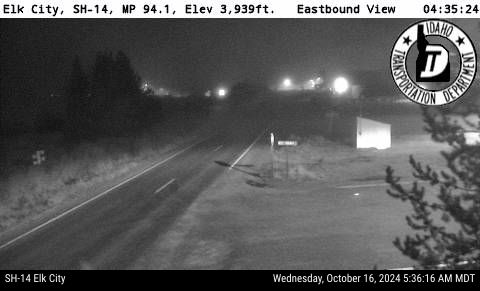 Elk City, SH-14, MP 94.1, Elev 3,939ft. Eastbound View 04:35:24
IDAHO
TRANSPORTATION DEPARTMENT
SH-14 Elk City Wednesday, October 16, 2024 5:36:16 AM MDT